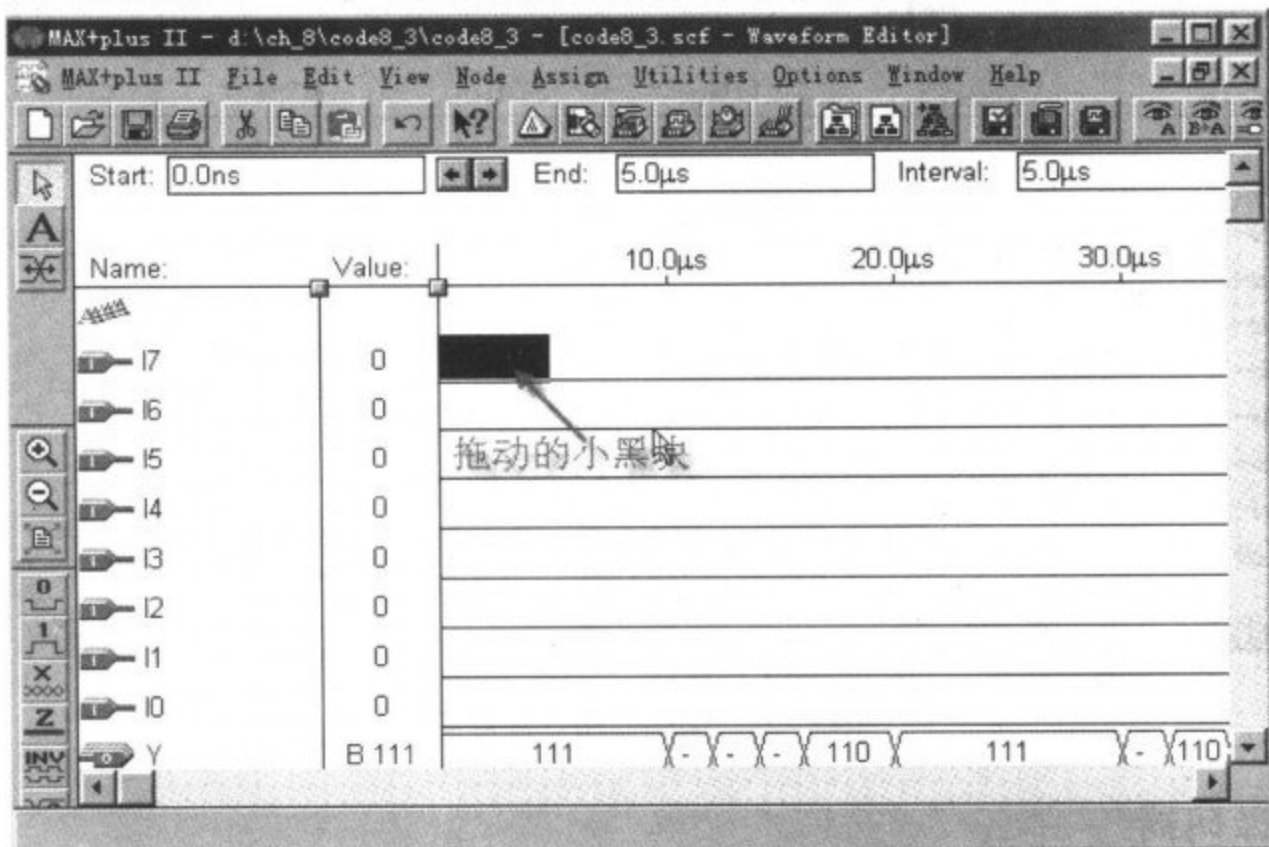 MAX+plus II - d:\ch_8\code8_3\code8_3 - [code8_3.scf - Waveform Editor]
MAX+plus II File Edit View Node Assign Utilities Options Window Help
A B+A
Start: 0.0ns End: 5.0μs Interval: 5.0μs
A
Name: Value: 10.0μs 20.0μs 30.0μs
I7 0
I6 0
拖动的小黑块
I5 0
I4 0
I3 0
0
I2 0
1
I1 0
X
I0 0
Z
INV
Y B 111 111 - - - 110 111 - 110